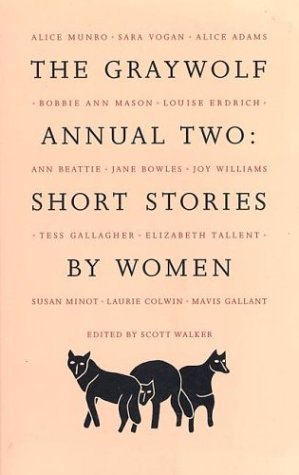 ALICE MUNRO · SARA VOGAN · ALICE ADAMS
THE GRAYWOLF
· BOBBIE ANN MASON · LOUISE ERDRICH ·
ANNUAL TWO:
ANN BEATTIE · JANE BOWLES · JOY WILLIAMS
SHORT STORIES
· TESS GALLAGHER · ELIZABETH TALLENT ·
BY WOMEN
SUSAN MINOT · LAURIE COLWIN · MAVIS GALLANT
EDITED BY SCOTT WALKER